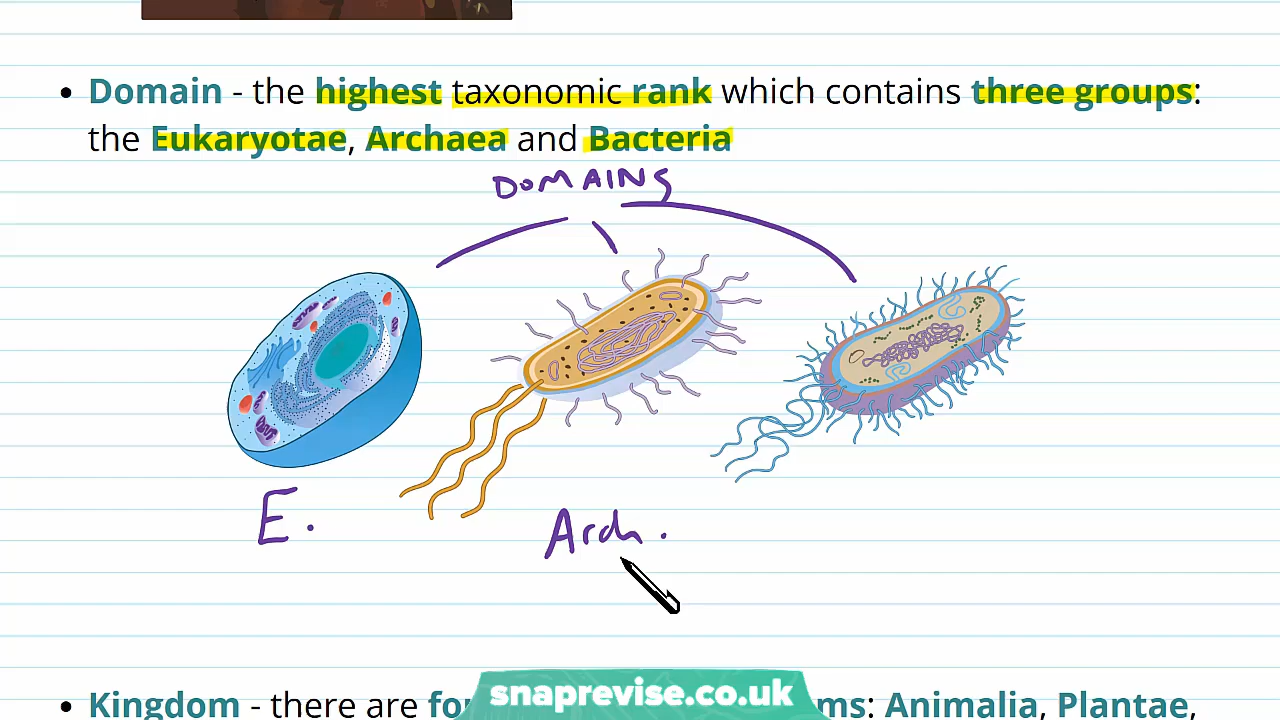 Domain - the highest taxonomic rank which contains three groups:
the Eukaryotae, Archaea and Bacteria
DOMAINS
E.
Arch.
Kingdom - there are fo ms: Animalia, Plantae,
snaprevise.co.uk